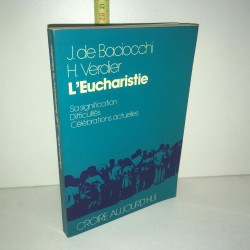 J. de Baciocchi
H. Verdier
L'Eucharistie
Sa signification
Difficultés
Célébrations actuelles
CROIRE AUJOURD'HUI